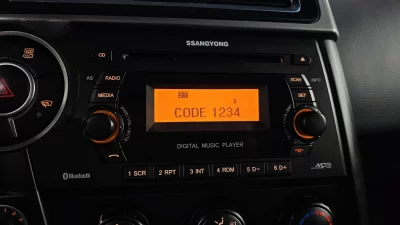 SSANGYONG
CD
AS RADIO SCAN INFO
MEDIA SET
CODE 1234
DIGITAL MUSIC PLAYER
Bluetooth 1 SCR 2 RPT 3 INT 4 RDM 5 D- 6 D+ MP3